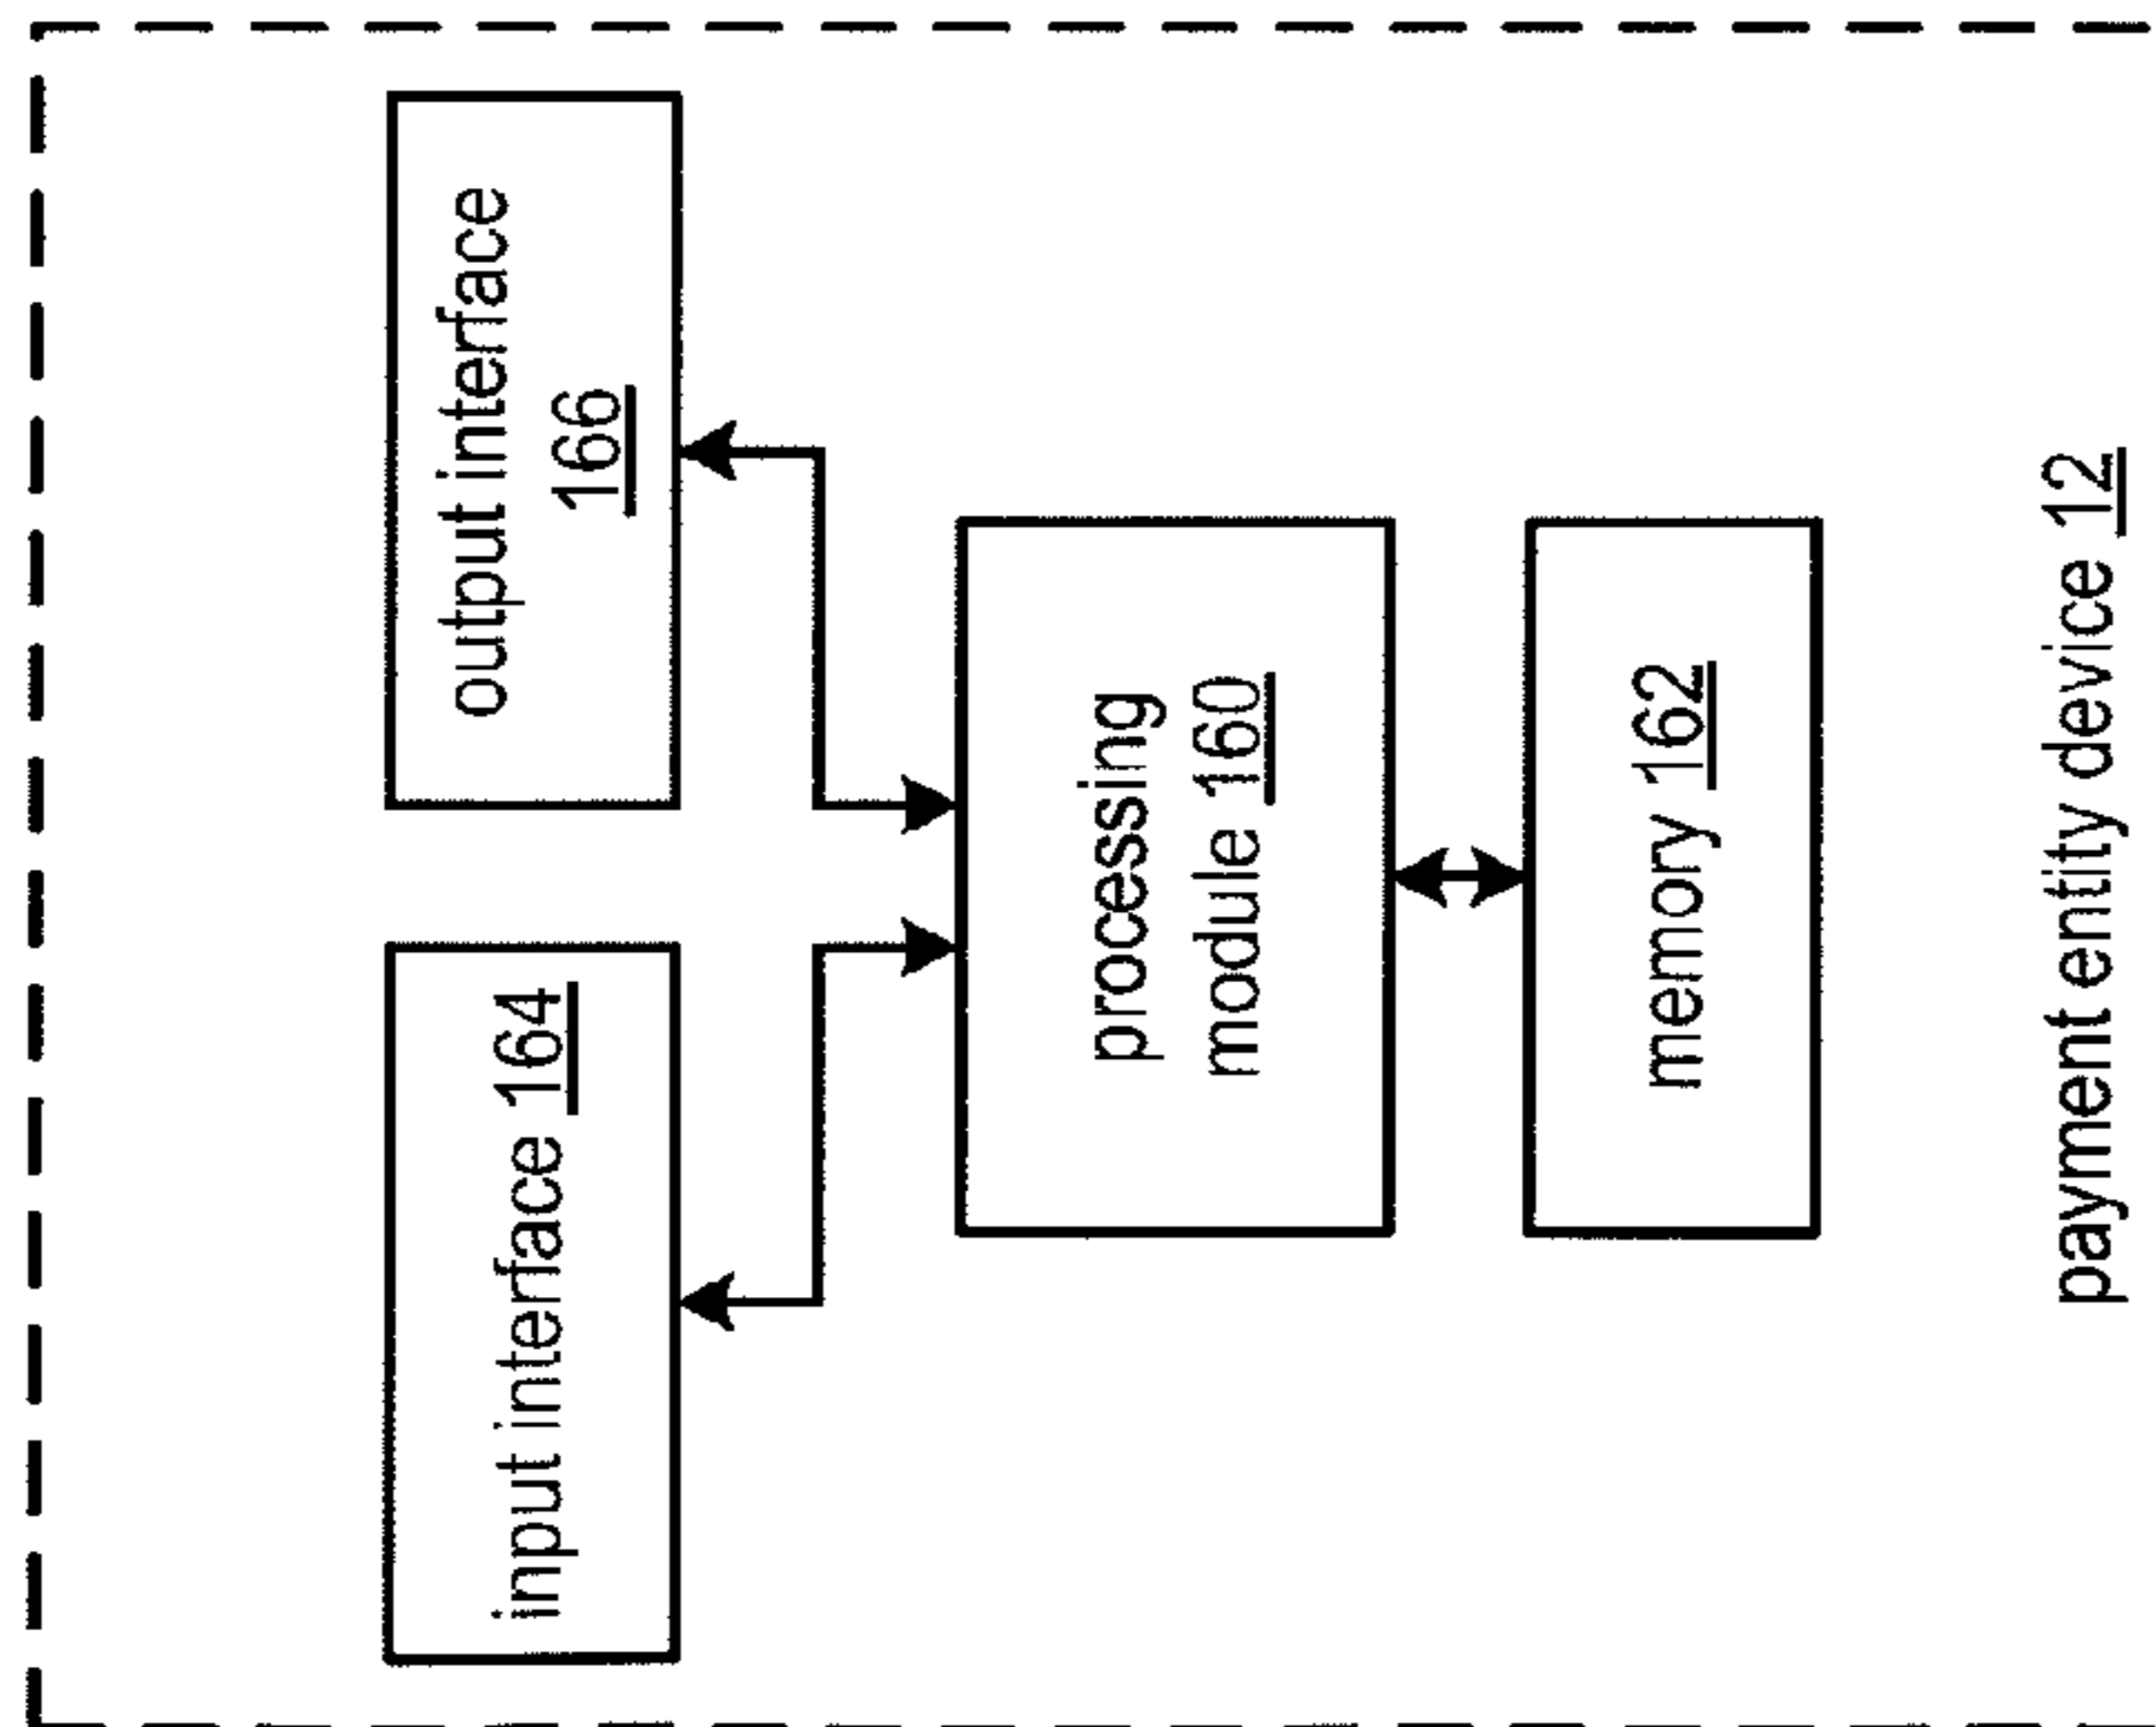 input interface 164
output interface
166
processing
module 160
memory 162
payment entity device 12